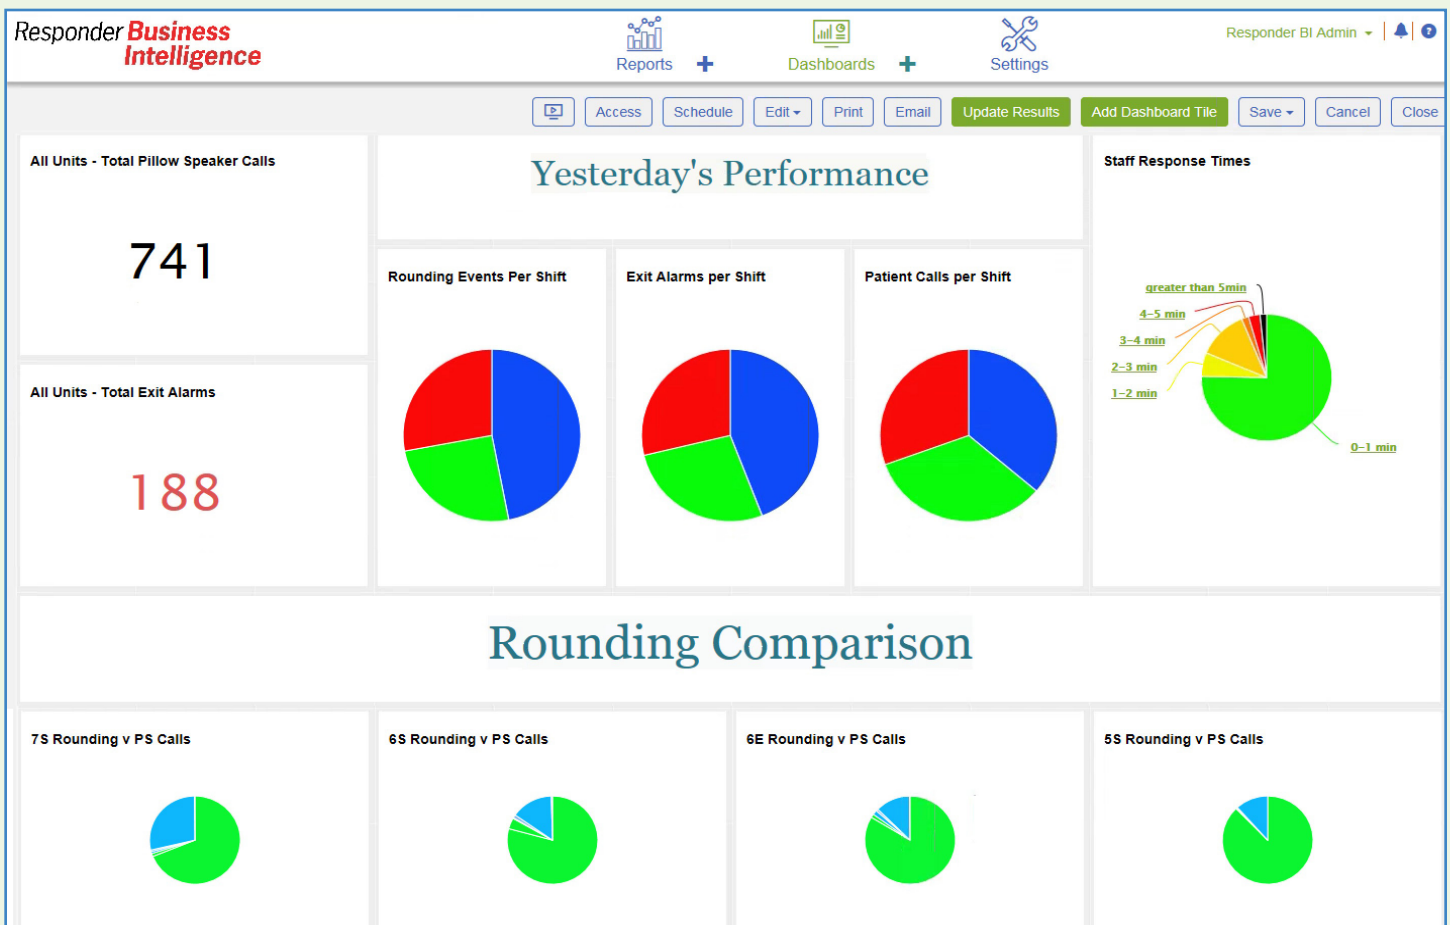 Responder Business
Intelligence
Reports
Dashboards
Settings
Responder BI Admin
Access
Schedule
Edit
Print
Email
Update Results
Add Dashboard Tile
Save
Cancel
Close
All Units - Total Pillow Speaker Calls
741
All Units - Total Exit Alarms
188
Yesterday's Performance
Rounding Events Per Shift
Exit Alarms per Shift
Patient Calls per Shift
Staff Response Times
greater than 5min
4-5 min
3-4 min
2-3 min
1-2 min
0-1 min
Rounding Comparison
7S Rounding v PS Calls
6S Rounding v PS Calls
6E Rounding v PS Calls
5S Rounding v PS Calls